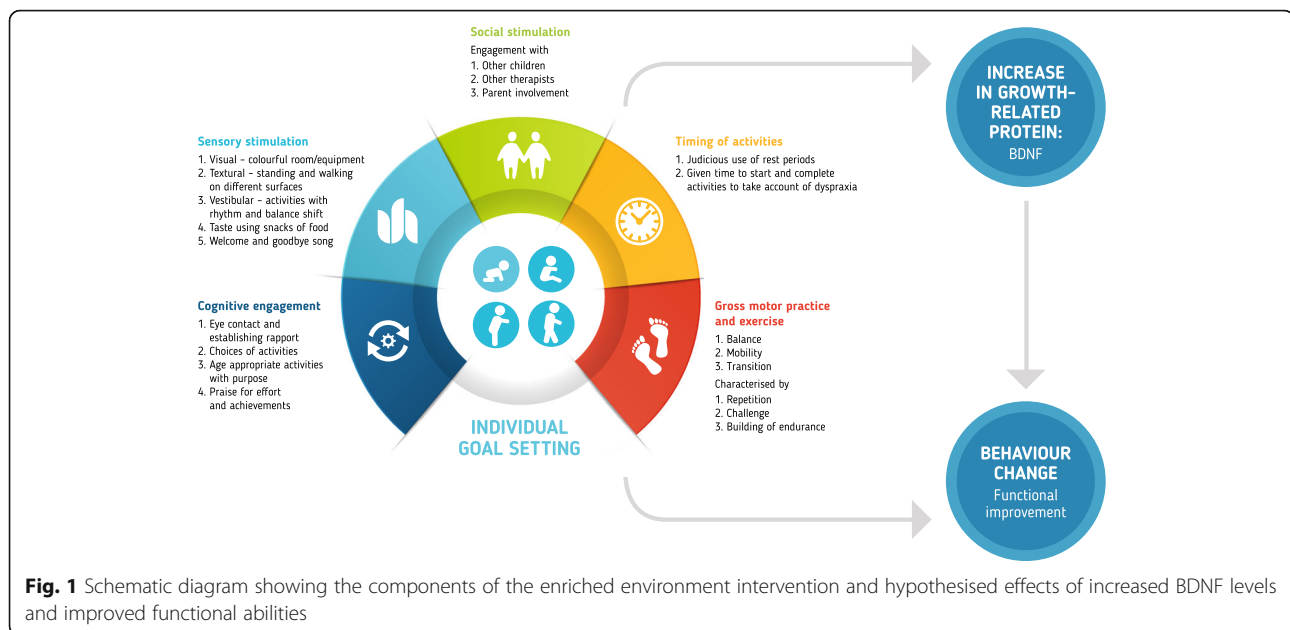 Social stimulation
Engagement with
1. Other children
2. Other therapists
3. Parent involvement
Sensory stimulation
1. Visual – colourful room/equipment
2. Textural – standing and walking
on different surfaces
3. Vestibular – activities with
rhythm and balance shift
4. Taste using snacks of food
5. Welcome and goodbye song
Cognitive engagement
1. Eye contact and
establishing rapport
2. Choices of activities
3. Age appropriate activities
with purpose
4. Praise for effort
and achievements
Timing of activities
1. Judicious use of rest periods
2. Given time to start and complete
activities to take account of dyspraxia
Gross motor practice
and exercise
1. Balance
2. Mobility
3. Transition
Characterised by
1. Repetition
2. Challenge
3. Building of endurance
INDIVIDUAL
GOAL SETTING
INCREASE
IN GROWTH–
RELATED
PROTEIN:
BDNF
BEHAVIOUR
CHANGE
Functional
improvement
Fig. 1 Schematic diagram showing the components of the enriched environment intervention and hypothesised effects of increased BDNF levels
and improved functional abilities